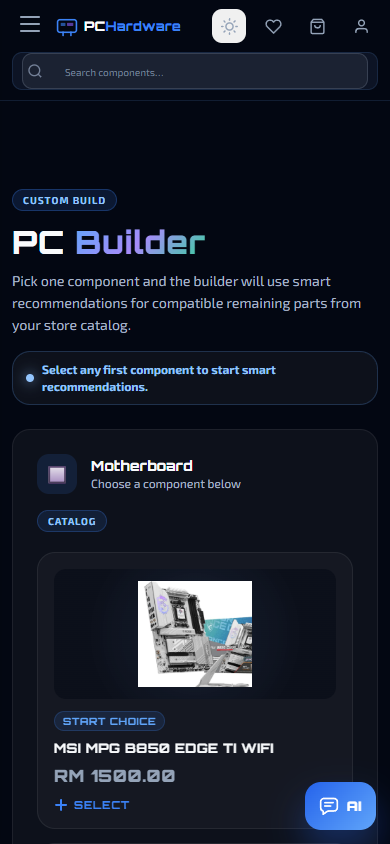 PCHardware
Search components...
CUSTOM BUILD
PC Builder
Pick one component and the builder will use smart
recommendations for compatible remaining parts from
your store catalog.
Select any first component to start smart
recommendations.
Motherboard
Choose a component below
CATALOG
START CHOICE
MSI MPG B850 EDGE TI WIFI
RM 1500.00
SELECT
AI